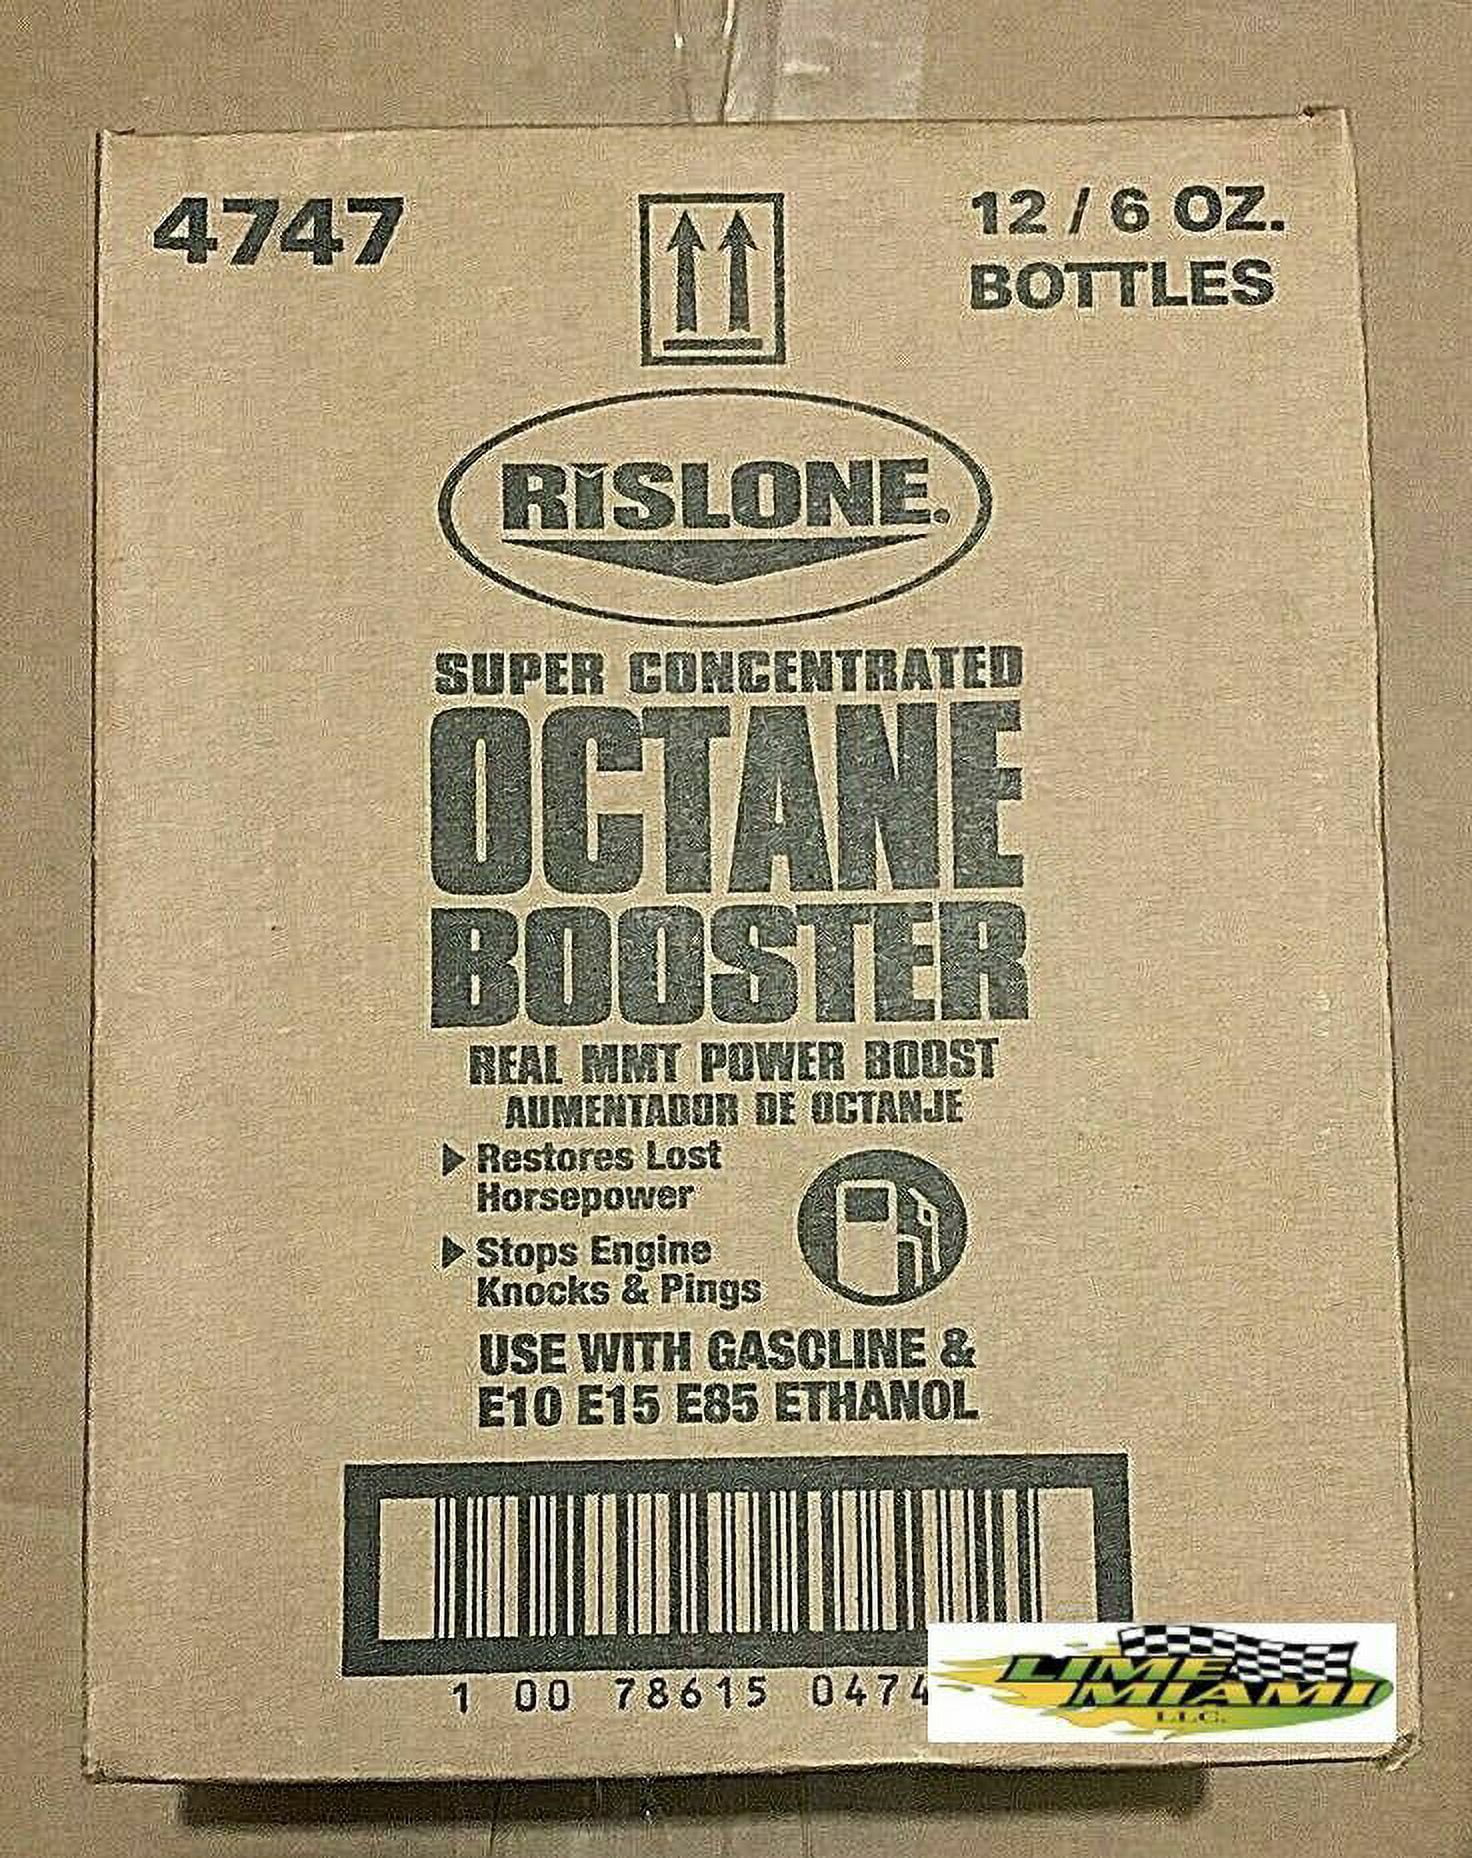 4747
12 / 6 OZ.
BOTTLES
RISLONE.
SUPER CONCENTRATED
OCTANE
BOOSTER
REAL MMT POWER BOOST
AUMENTADOR DE OCTANJE
Restores Lost
Horsepower
Stops Engine
Knocks & Pings
USE WITH GASOLINE &
E10 E15 E85 ETHANOL
1 00 78615 0474
LIME
MIAMI
LLC.